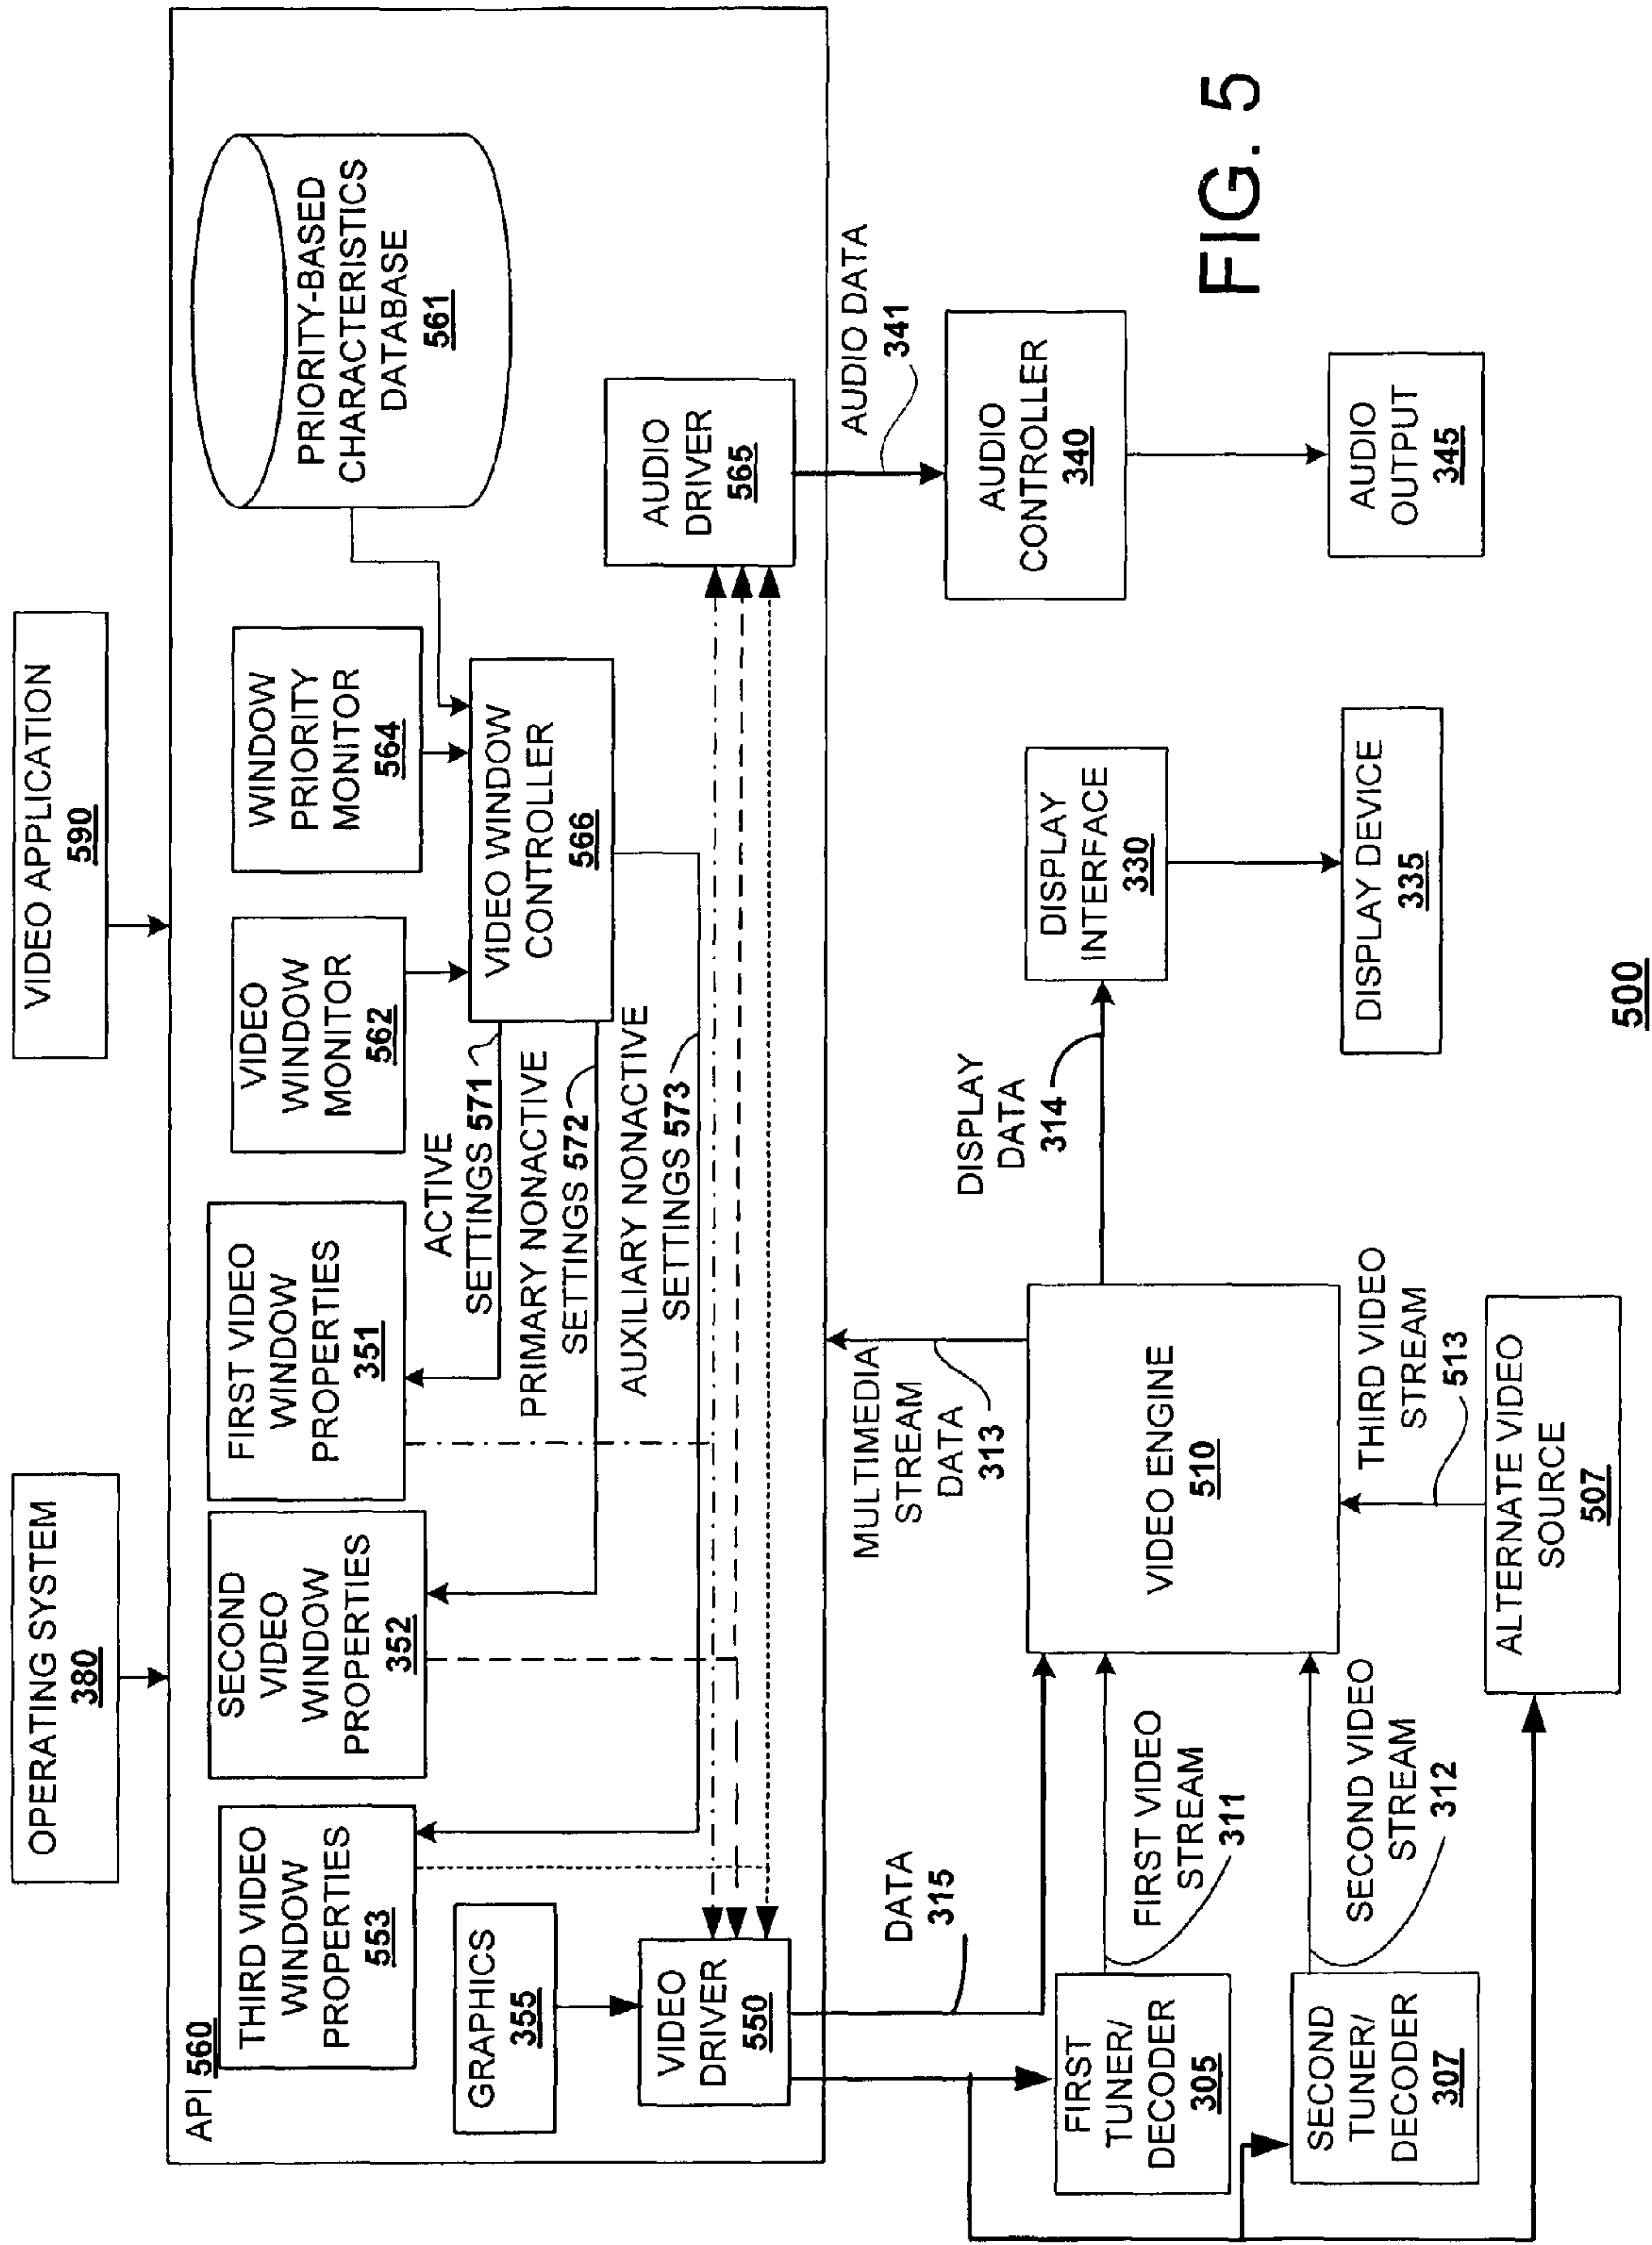 OPERATING SYSTEM
380
VIDEO APPLICATION
590
API 560
THIRD VIDEO
WINDOW
PROPERTIES
553
SECOND
VIDEO
WINDOW
PROPERTIES
352
FIRST VIDEO
WINDOW
PROPERTIES
351
VIDEO
WINDOW
MONITOR
562
WINDOW
PRIORITY
MONITOR
564
PRIORITY-BASED
CHARACTERISTICS
DATABASE
561
ACTIVE
SETTINGS 571
PRIMARY NONACTIVE
SETTINGS 572
AUXILIARY NONACTIVE
SETTINGS 573
VIDEO WINDOW
CONTROLLER
566
GRAPHICS
355
VIDEO
DRIVER
550
AUDIO
DRIVER
565
DATA
315
MULTIMEDIA
STREAM
DATA
313
AUDIO DATA
341
DISPLAY
DATA
314
FIRST
TUNER/
DECODER
305
FIRST VIDEO
STREAM
311
VIDEO ENGINE
510
DISPLAY
INTERFACE
330
AUDIO
CONTROLLER
340
SECOND
TUNER/
DECODER
307
SECOND VIDEO
STREAM
312
THIRD VIDEO
STREAM
513
ALTERNATE VIDEO
SOURCE
507
DISPLAY DEVICE
335
AUDIO
OUTPUT
345
FIG. 5
500